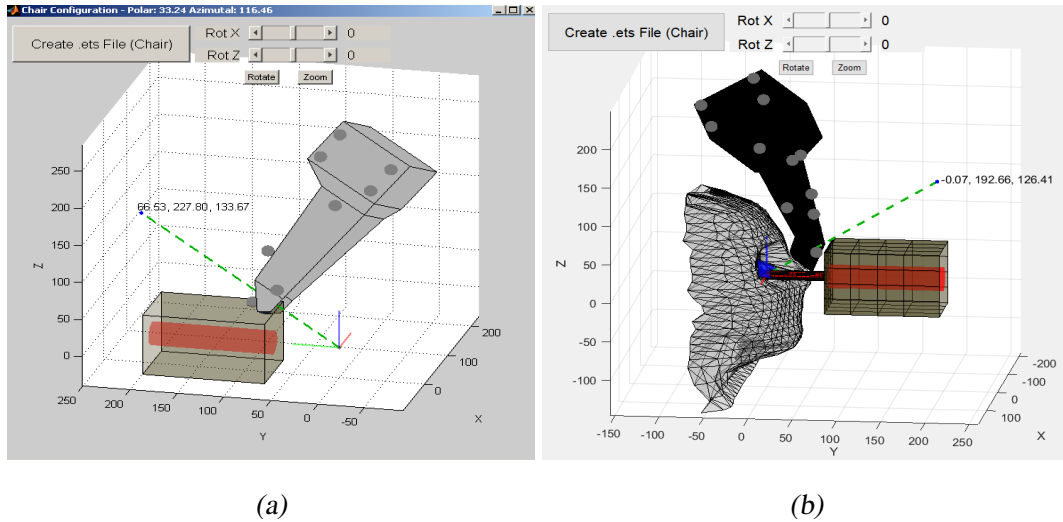 Chair Configuration - Polar: 33.24 Azimutal: 116.46
Create .ets File (Chair)
Rot X
0
Rot Z
0
Rotate
Zoom
66.53, 227.80, 133.67
Z
250
200
150
100
50
0
250
200
150
100
50
0
-50
Y
0
100
200
X
(a)
Create .ets File (Chair)
Rot X
0
Rot Z
0
Rotate
Zoom
-0.07, 192.66, 126.41
Z
200
150
100
50
0
-50
-100
-150
-100
-50
0
50
100
150
200
250
Y
-200
-100
0
100
X
(b)